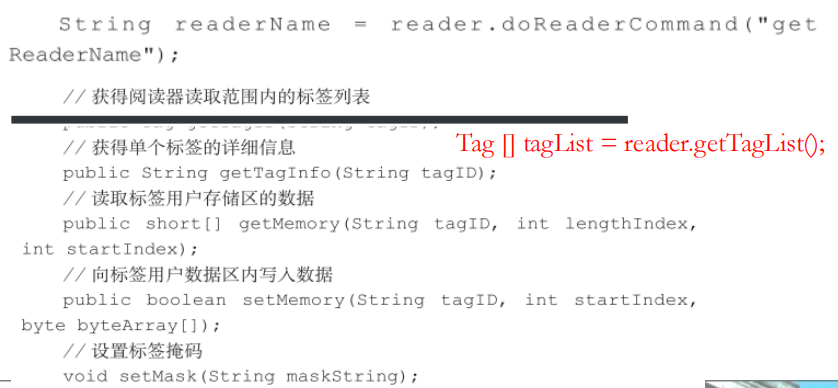 String readerName = reader.doReaderCommand("get
ReaderName");
// 获得阅读器读取范围内的标签列表
Tag [] tagList = reader.getTagList();
// 获得单个标签的详细信息
public String getTagInfo(String tagID);
// 读取标签用户存储区的数据
public short[] getMemory(String tagID, int lengthIndex,
int startIndex);
// 向标签用户数据区内写入数据
public boolean setMemory(String tagID, int startIndex,
byte byteArray[]);
// 设置标签掩码
void setMask(String maskString);